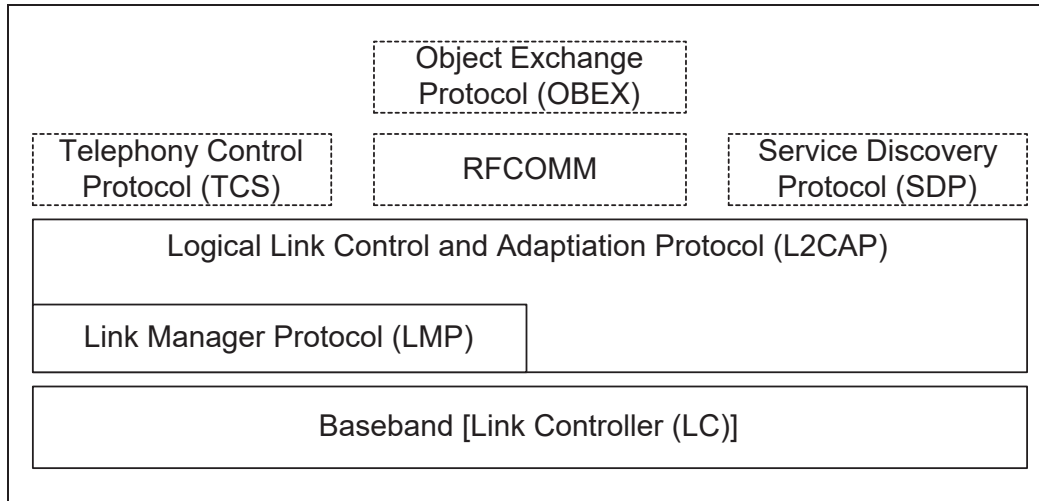 Object Exchange
Protocol (OBEX)
Telephony Control
Protocol (TCS)
RFCOMM
Service Discovery
Protocol (SDP)
Logical Link Control and Adaptiation Protocol (L2CAP)
Link Manager Protocol (LMP)
Baseband [Link Controller (LC)]